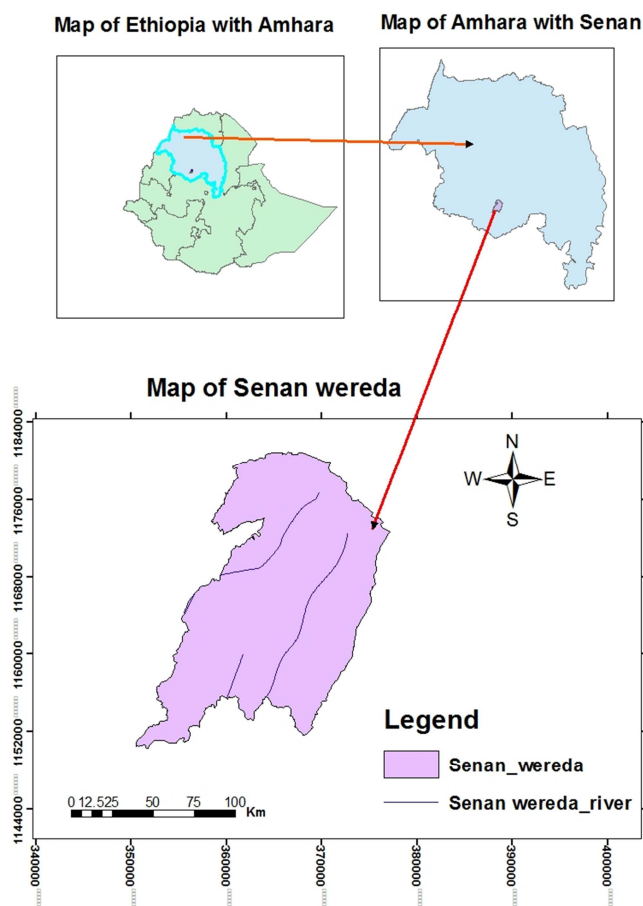 Map of Ethiopia with Amhara
Map of Amhara with Senan
Map of Senan wereda
N
W E
S
1184000
1176000
1168000
1160000
1152000
1144000
Legend
Senan_wereda
Senan wereda_river
0 12.525 50 75 100
Km
340000 350000 360000 370000 380000 390000 400000